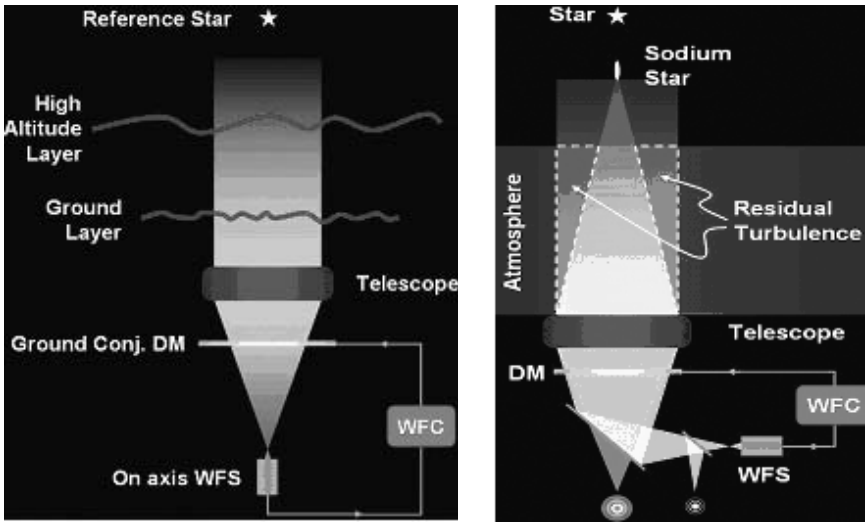 Reference Star
High
Altitude
Layer
Ground
Layer
Telescope
Ground Conj. DM
WFC
On axis WFS
Star
Sodium
Star
Atmosphere
Residual
Turbulence
Telescope
DM
WFC
WFS